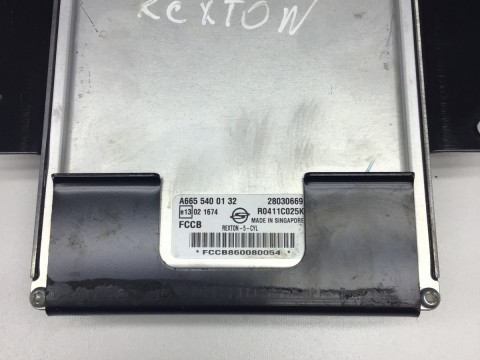 REXTON
A665 540 01 32 28030669
e13 02 1674 R0411C025K
MADE IN SINGAPORE
FCCB REXTON-5-CYL
*FCCB860080054*